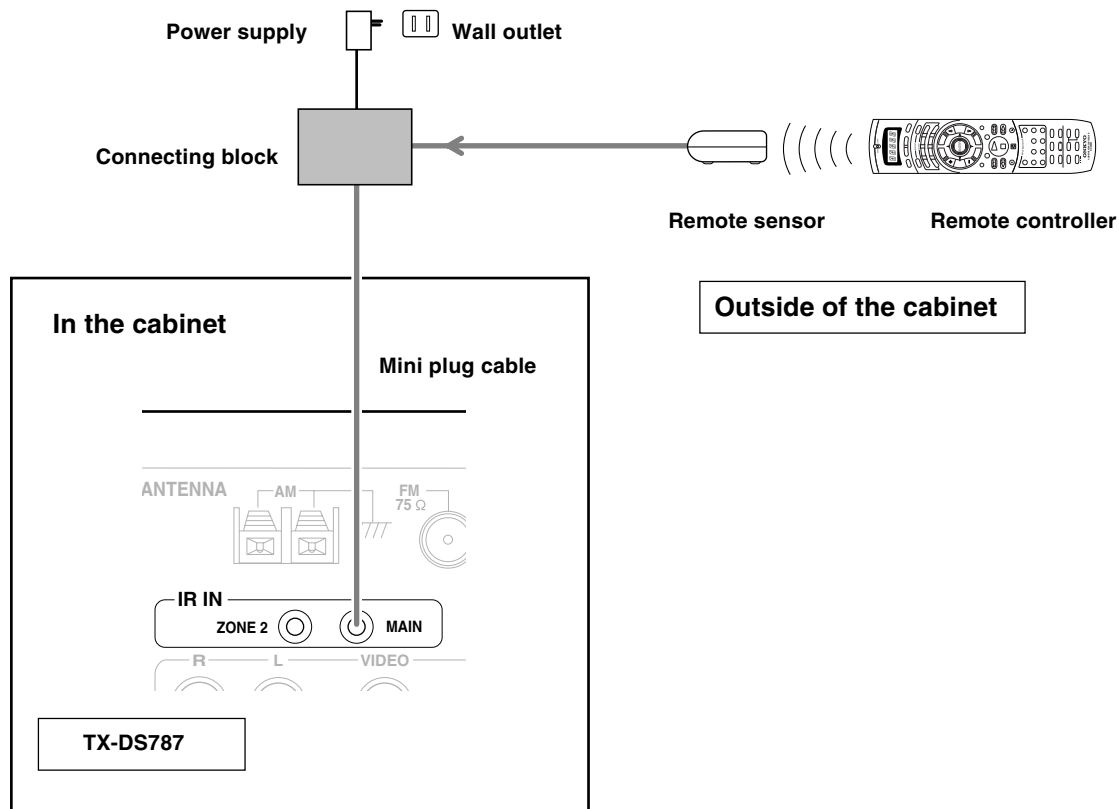 Power supply
Wall outlet
Connecting block
Remote sensor
Remote controller
In the cabinet
Outside of the cabinet
Mini plug cable
ANTENNA
AM
FM
75 Ω
IR IN
ZONE 2
MAIN
R
L
VIDEO
TX-DS787